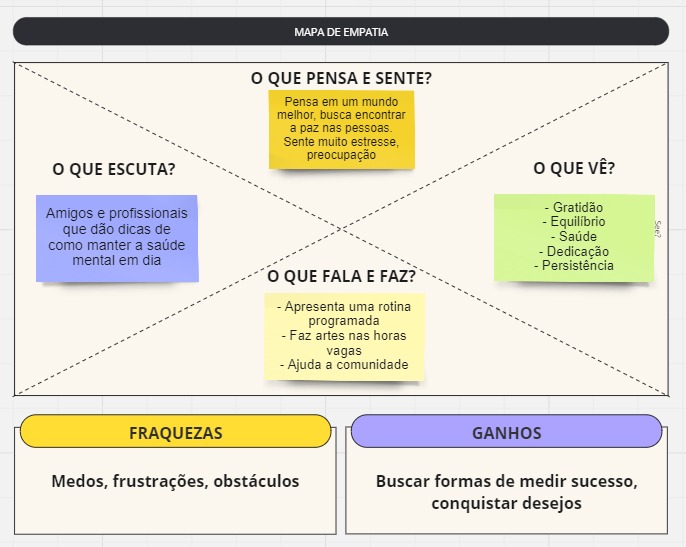 MAPA DE EMPATIA
O QUE PENSA E SENTE?
Pensa em um mundo
melhor, busca encontrar
a paz nas pessoas.
Sente muito estresse,
preocupação
O QUE ESCUTA?
Amigos e profissionais
que dão dicas de
como manter a saúde
mental em dia
O QUE VÊ?
- Gratidão
- Equilíbrio
- Saúde
- Dedicação
- Persistência
See?
O QUE FALA E FAZ?
- Apresenta uma rotina
programada
- Faz artes nas horas
vagas
- Ajuda a comunidade
FRAQUEZAS
Medos, frustrações, obstáculos
GANHOS
Buscar formas de medir sucesso,
conquistar desejos